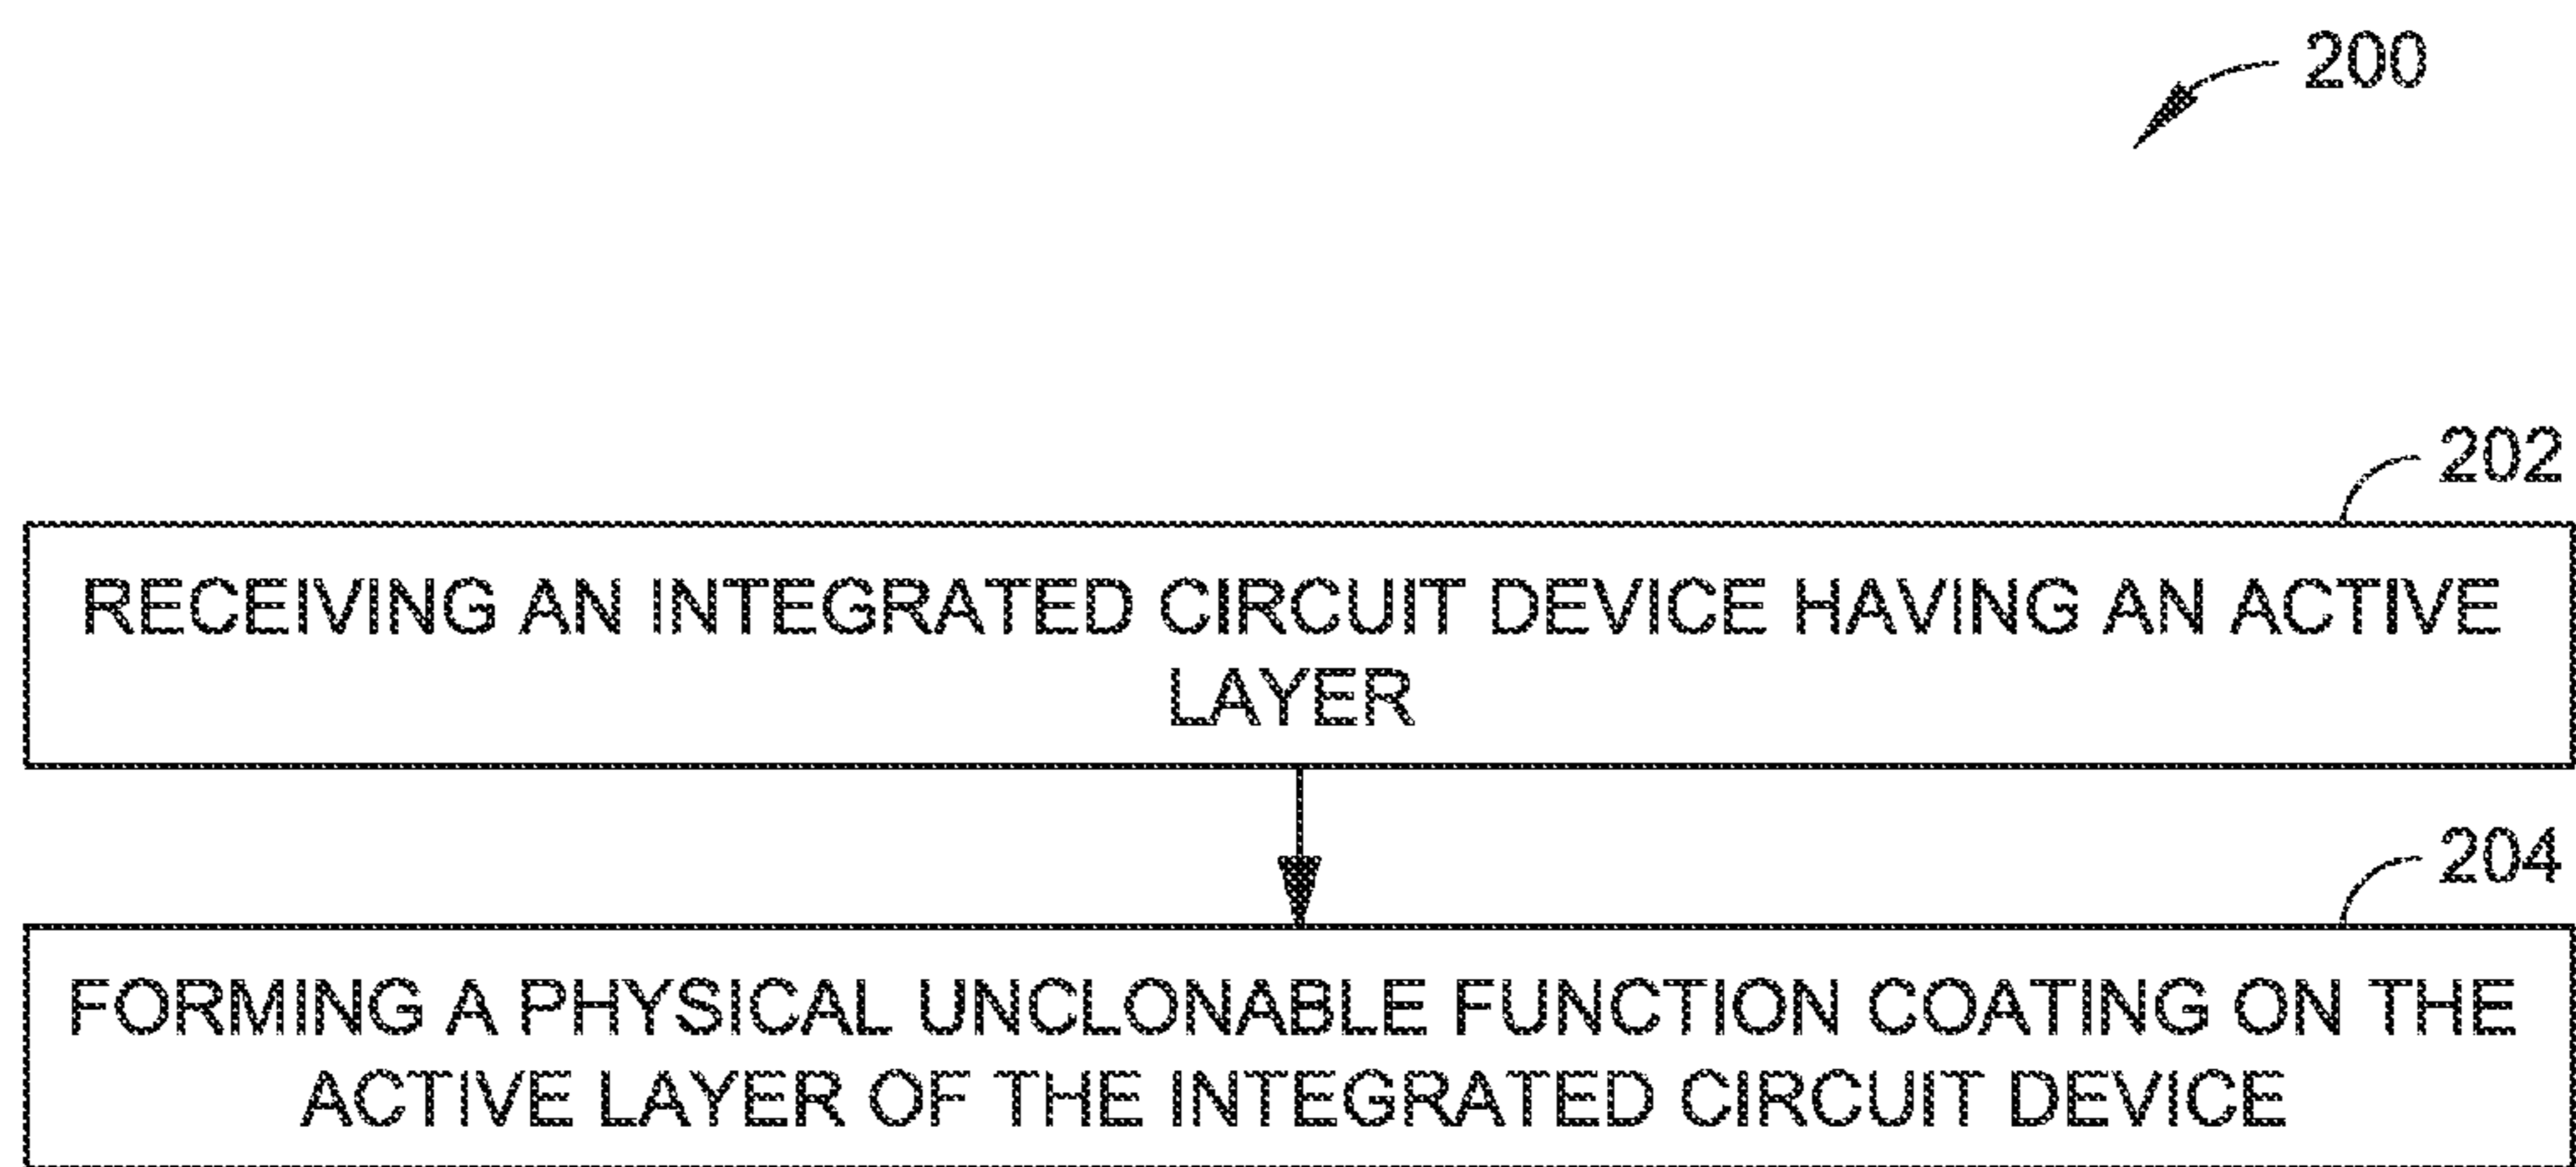 200
202
RECEIVING AN INTEGRATED CIRCUIT DEVICE HAVING AN ACTIVE
LAYER
204
FORMING A PHYSICAL UNCLONABLE FUNCTION COATING ON THE
ACTIVE LAYER OF THE INTEGRATED CIRCUIT DEVICE